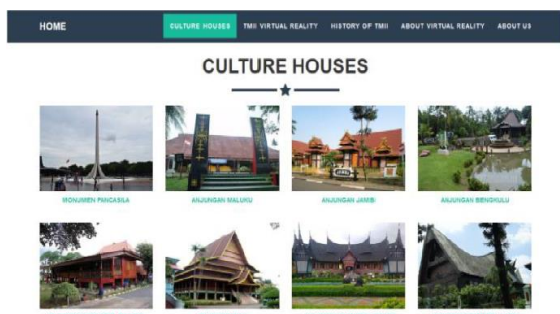 HOME CULTURE HOUSES TMII VIRTUAL REALITY HISTORY OF TMII ABOUT VIRTUAL REALITY ABOUT US
CULTURE HOUSES
MONUMEN PANCASILA ANJUNGAN MALUKU ANJUNGAN JAMBI ANJUNGAN BENGKULU